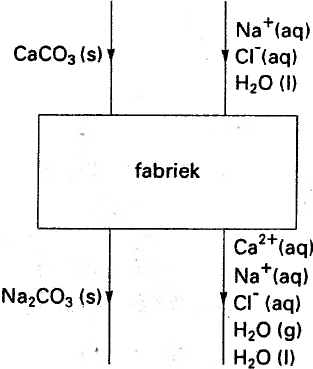 CaCO₃ (s)
Na⁺(aq)
Cl⁻(aq)
H₂O (l)
fabriek
Na₂CO₃ (s)
Ca²⁺(aq)
Na⁺(aq)
Cl⁻ (aq)
H₂O (g)
H₂O (l)